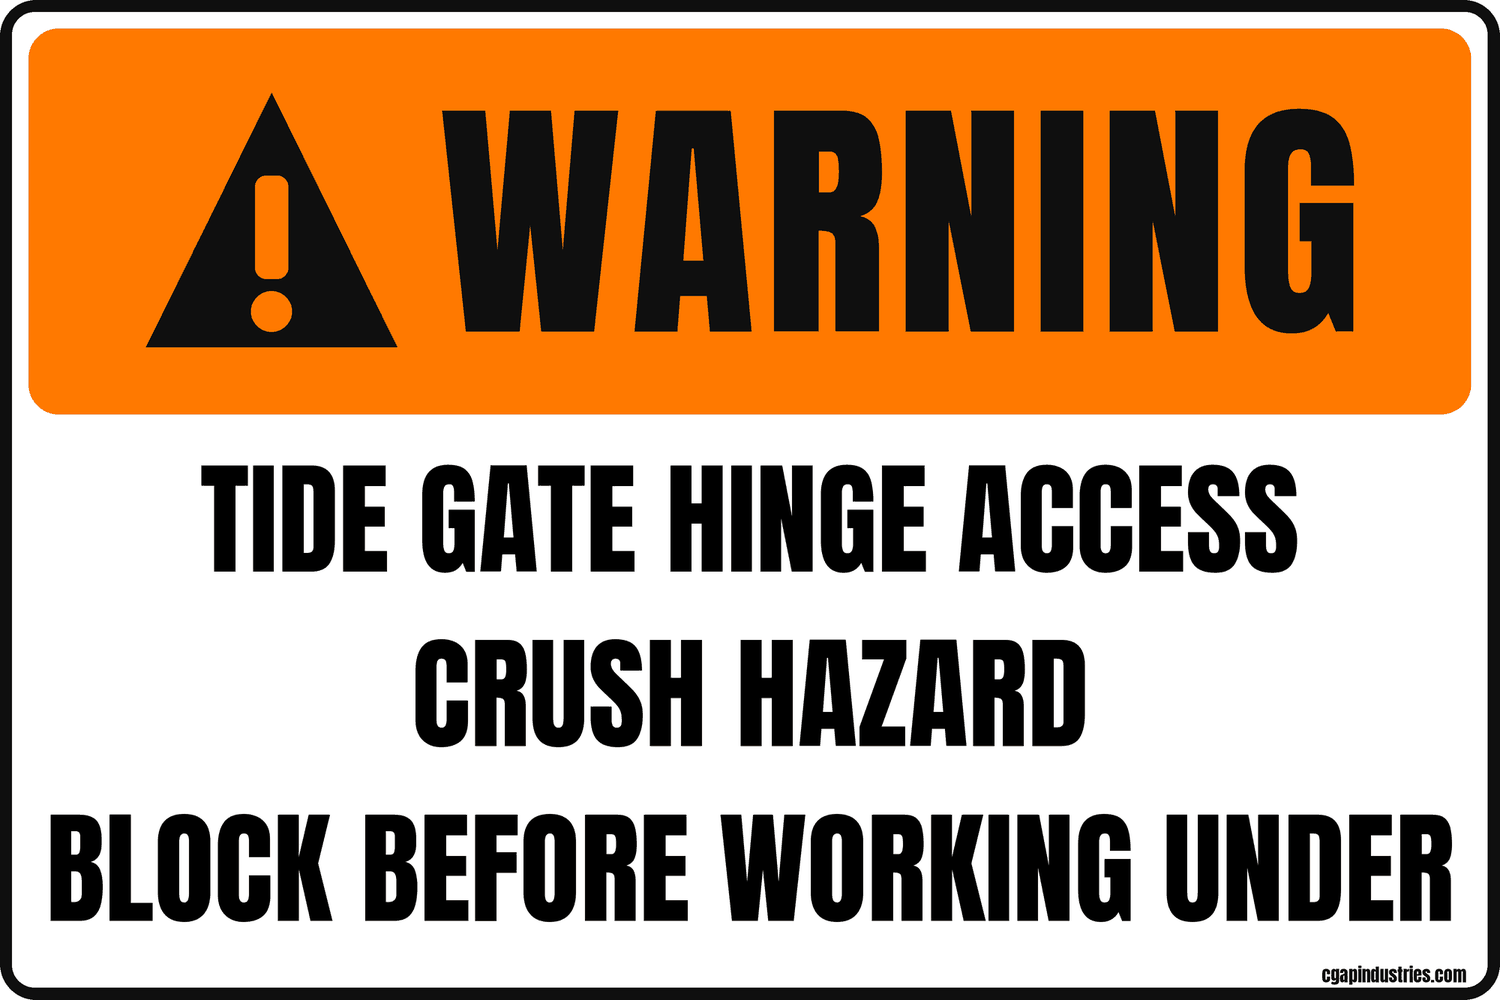 WARNING
TIDE GATE HINGE ACCESS
CRUSH HAZARD
BLOCK BEFORE WORKING UNDER
cgapindustries.com